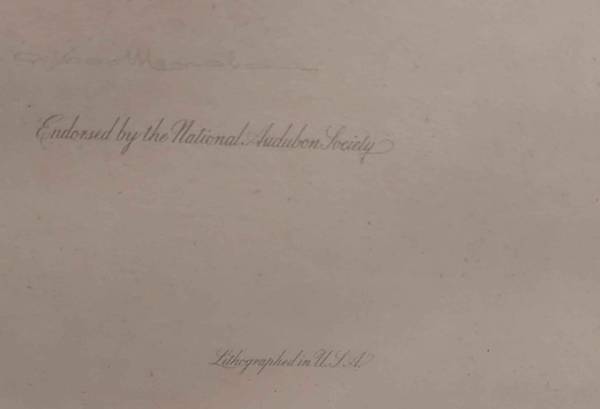 Endorsed by the National Audubon Society
Lithographed in U.S.A.